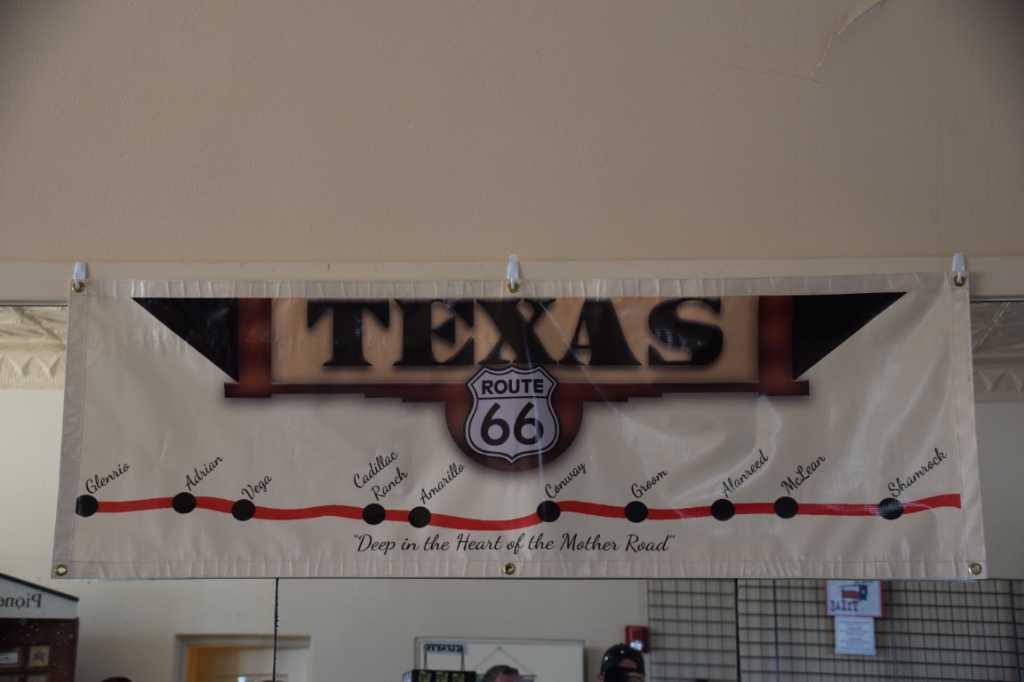 TEXAS
ROUTE
66
Glenrio
Adrian
Vega
Cadillac
Ranch
Amarillo
Conway
Groom
Alanreed
McLean
Shamrock
"Deep in the Heart of the Mother Road"